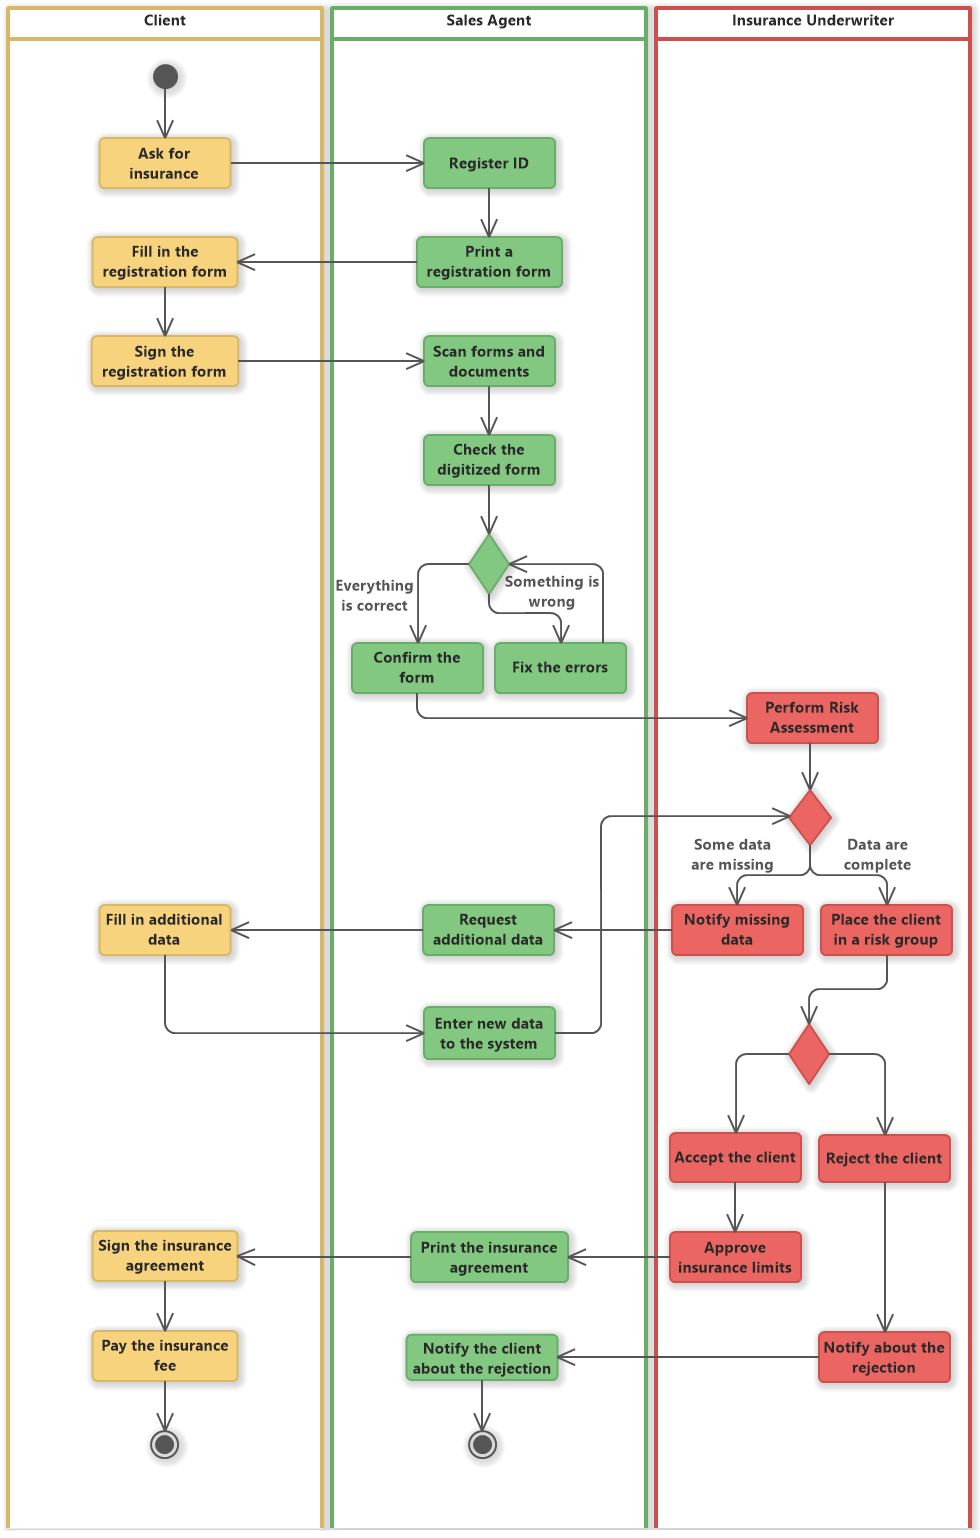 Client
Sales Agent
Insurance Underwriter
Ask for
insurance
Register ID
Fill in the
registration form
Print a
registration form
Sign the
registration form
Scan forms and
documents
Check the
digitized form
Everything
is correct
Something is
wrong
Confirm the
form
Fix the errors
Perform Risk
Assessment
Some data
are missing
Data are
complete
Fill in additional
data
Request
additional data
Notify missing
data
Place the client
in a risk group
Enter new data
to the system
Accept the client
Reject the client
Sign the insurance
agreement
Print the insurance
agreement
Approve
insurance limits
Pay the insurance
fee
Notify the client
about the rejection
Notify about the
rejection